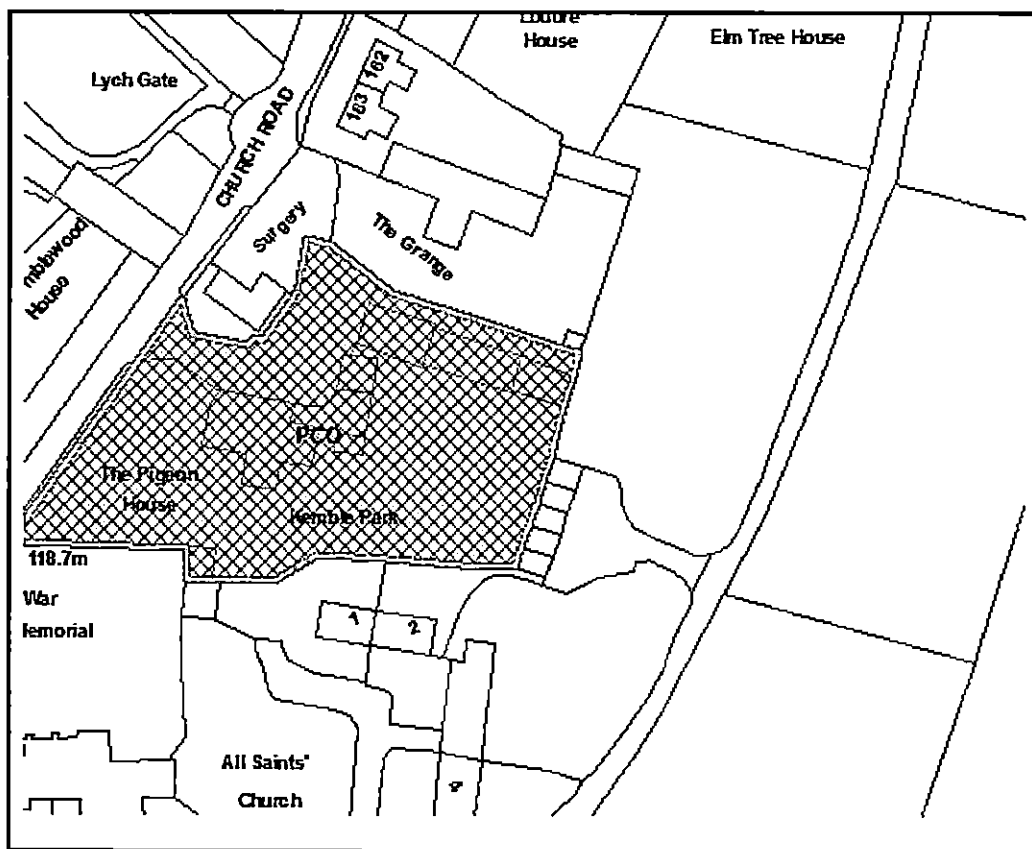 House
Elm Tree House
Lych Gate
162
163
CHURCH ROAD
Surgery
The Grange
House
PCO
The Pigeon
House
Kemble Park
118.7m
War
1
2
All Saints'
Church
4